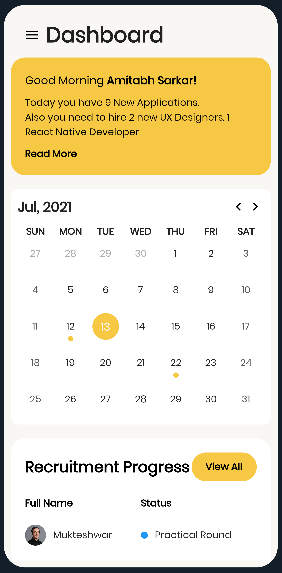 Dashboard
Good Morning Amitabh Sarkar!
Today you have 9 New Applications.
Also you need to hire 2 new UX Designers, 1
React Native Developer
Read More
Jul, 2021
SUN MON TUE WED THU FRI SAT
27 28 29 30 1 2 3
4 5 6 7 8 9 10
11 12 13 14 15 16 17
18 19 20 21 22 23 24
25 26 27 28 29 30 31
Recruitment Progress View All
Full Name Status
Mukteshwar Practical Round